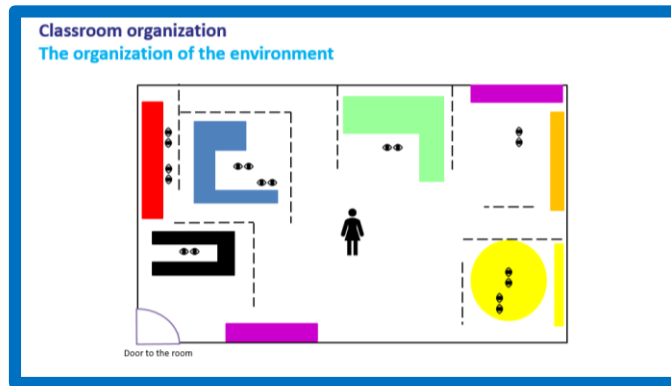 Classroom organization
The organization of the environment
Door to the room